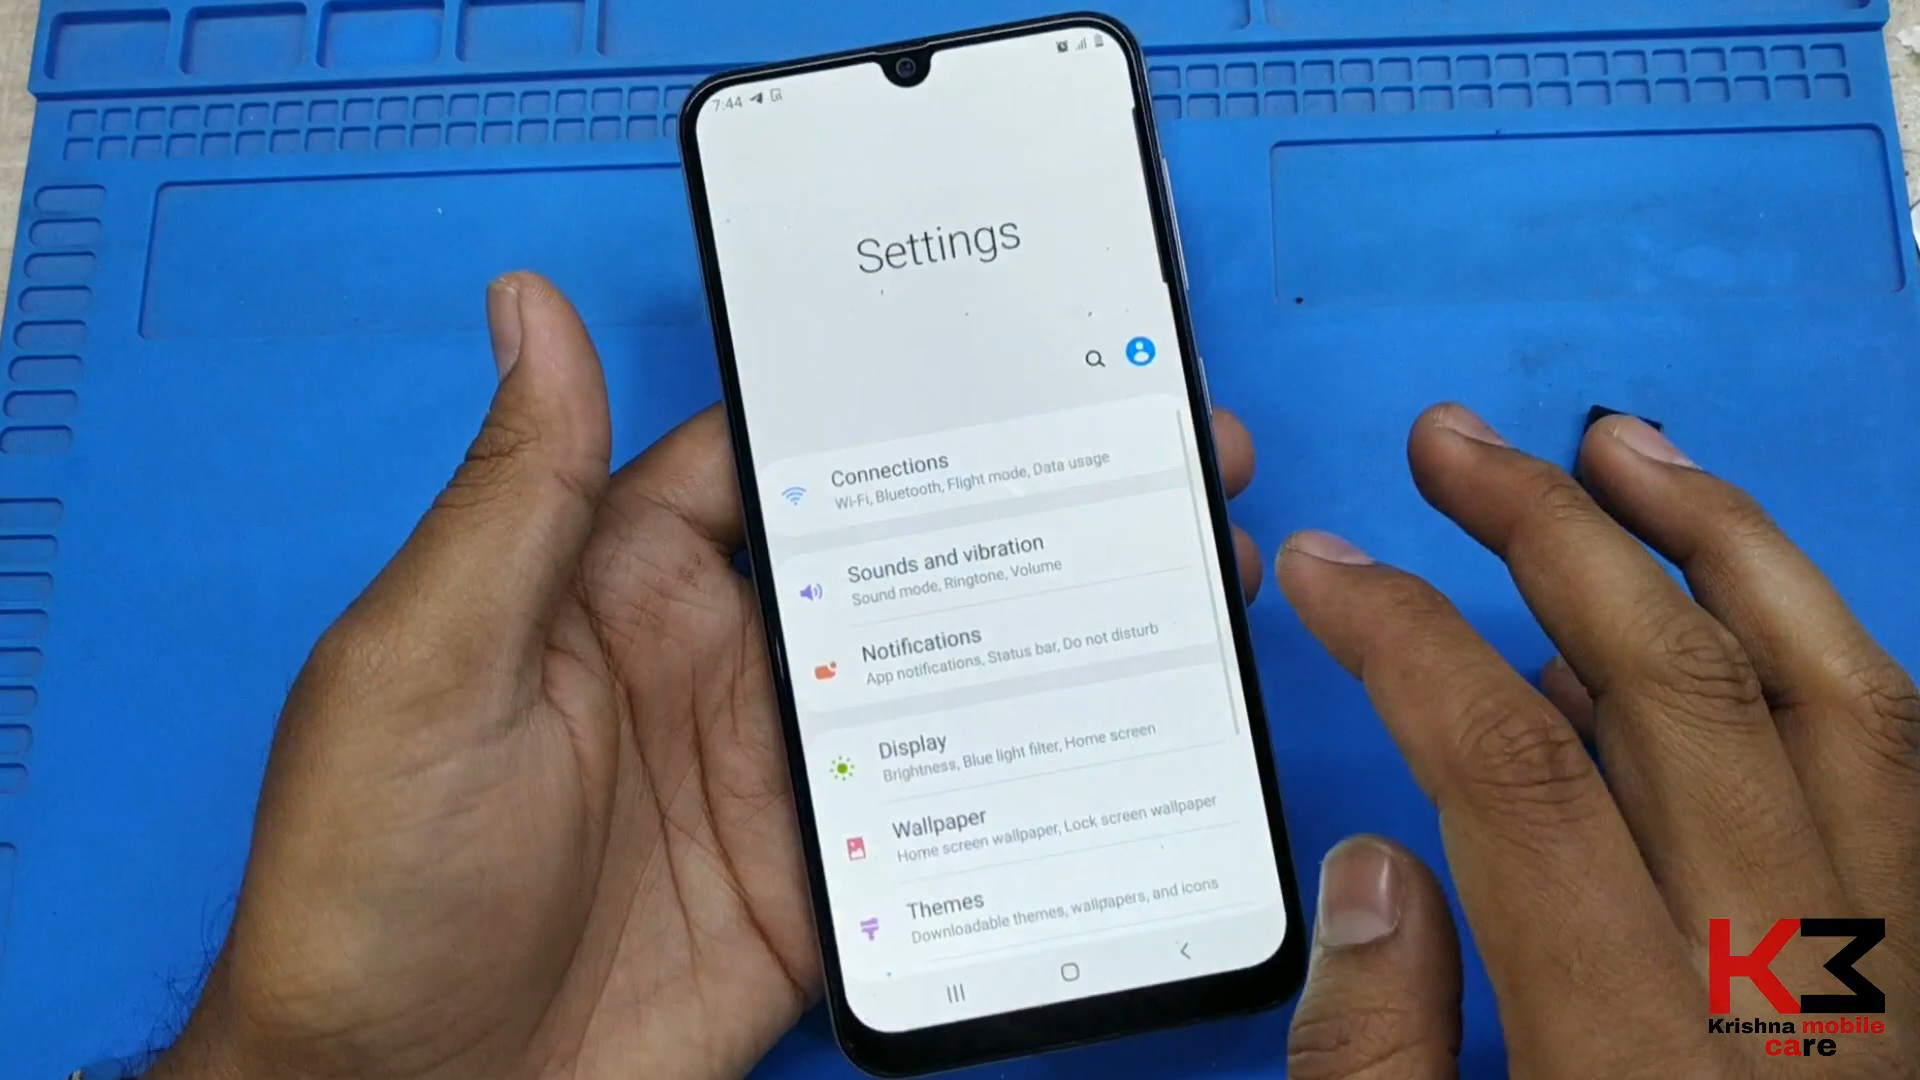 7:44
Settings
Connections
Wi-Fi, Bluetooth, Flight mode, Data usage
Sounds and vibration
Sound mode, Ringtone, Volume
Notifications
App notifications, Status bar, Do not disturb
Display
Brightness, Blue light filter, Home screen
Wallpaper
Home screen wallpaper, Lock screen wallpaper
Themes
Downloadable themes, wallpapers, and icons
K3
Krishna mobile
care